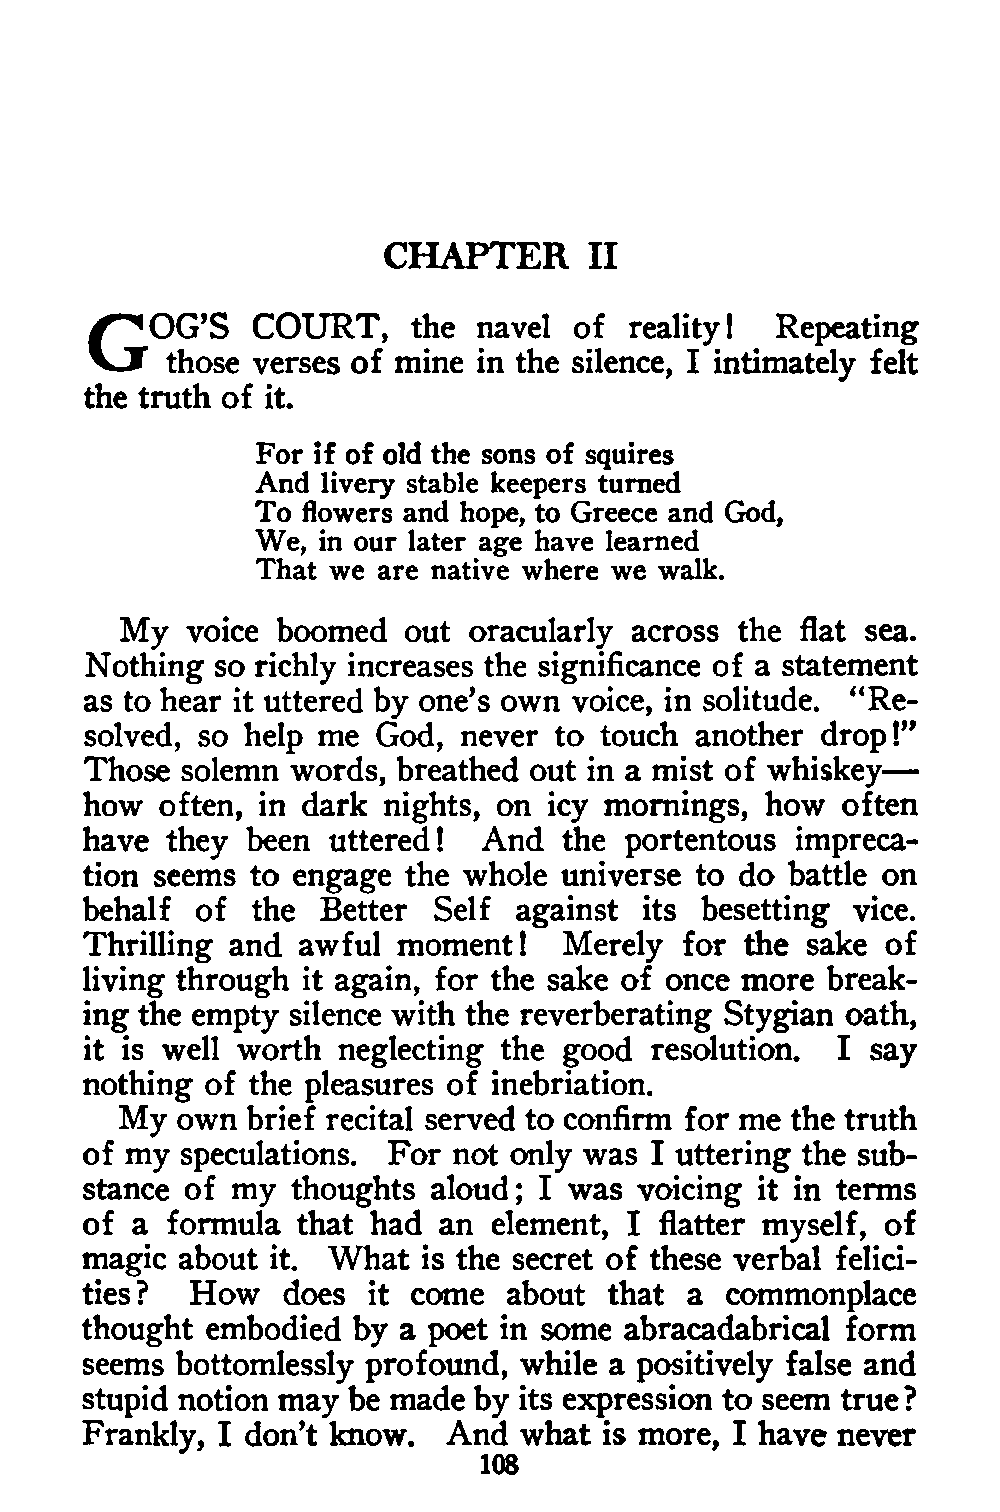 CHAPTER II
GOG'S COURT, the navel of reality! Repeating
those verses of mine in the silence, I intimately felt
the truth of it.
For if of old the sons of squires
And livery stable keepers turned
To flowers and hope, to Greece and God,
We, in our later age have learned
That we are native where we walk.
My voice boomed out oracularly across the flat sea.
Nothing so richly increases the significance of a statement
as to hear it uttered by one's own voice, in solitude. "Re-
solved, so help me God, never to touch another drop!"
Those solemn words, breathed out in a mist of whiskey—
how often, in dark nights, on icy mornings, how often
have they been uttered! And the portentous impreca-
tion seems to engage the whole universe to do battle on
behalf of the Better Self against its besetting vice.
Thrilling and awful moment! Merely for the sake of
living through it again, for the sake of once more break-
ing the empty silence with the reverberating Stygian oath,
it is well worth neglecting the good resolution. I say
nothing of the pleasures of inebriation.
My own brief recital served to confirm for me the truth
of my speculations. For not only was I uttering the sub-
stance of my thoughts aloud; I was voicing it in terms
of a formula that had an element, I flatter myself, of
magic about it. What is the secret of these verbal felici-
ties? How does it come about that a commonplace
thought embodied by a poet in some abracadabrical form
seems bottomlessly profound, while a positively false and
stupid notion may be made by its expression to seem true?
Frankly, I don't know. And what is more, I have never
108